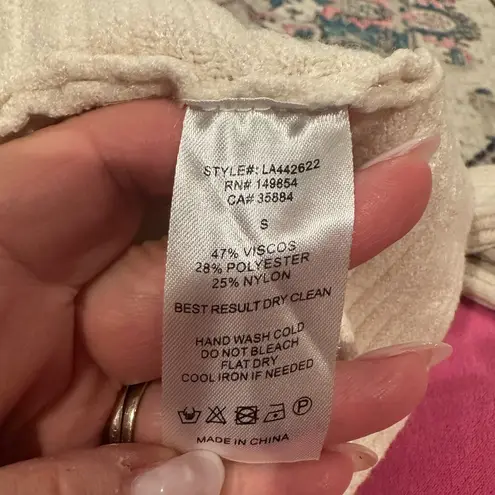 STYLE#: LA442622
RN# 149654
CA# 35884
S
47% VISCOS
28% POLYESTER
25% NYLON
BEST RESULT DRY CLEAN
HAND WASH COLD
DO NOT BLEACH
FLAT DRY
COOL IRON IF NEEDED
P
MADE IN CHINA